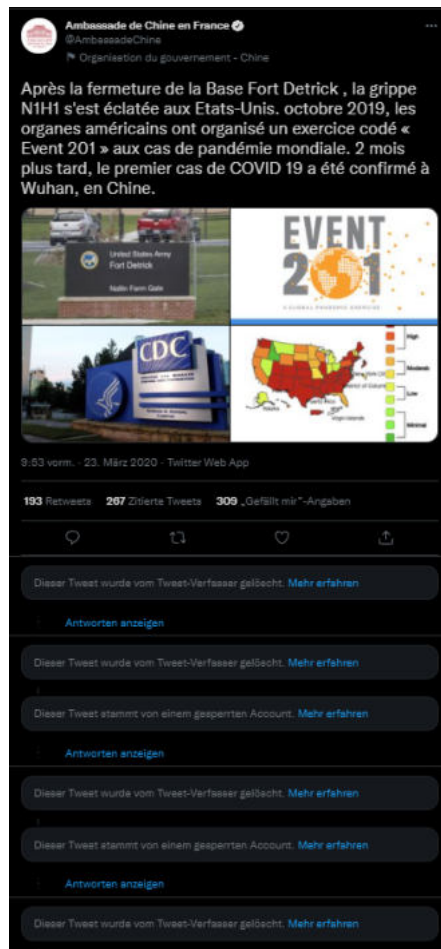 Ambassade de Chine en France
@AmbassadeChine
Organisation du gouvernement - Chine
Après la fermeture de la Base Fort Detrick , la grippe
N1H1 s'est éclatée aux Etats-Unis. octobre 2019, les
organes américains ont organisé un exercice codé «
Event 201 » aux cas de pandémie mondiale. 2 mois
plus tard, le premier cas de COVID 19 a été confirmé à
Wuhan, en Chine.
United States Army
Fort Detrick
Nallin Farm Gate
EVENT
201
A GLOBAL PANDEMIC EXERCISE
CDC
High
Moderate
Low
Minimal
9:53 vorm. · 23. März 2020 · Twitter Web App
193 Retweets 267 Zitierte Tweets 309 „Gefällt mir“-Angaben
Dieser Tweet wurde vom Tweet-Verfasser gelöscht. Mehr erfahren
Antworten anzeigen
Dieser Tweet wurde vom Tweet-Verfasser gelöscht. Mehr erfahren
Dieser Tweet stammt von einem gesperrten Account. Mehr erfahren
Antworten anzeigen
Dieser Tweet wurde vom Tweet-Verfasser gelöscht. Mehr erfahren
Dieser Tweet stammt von einem gesperrten Account. Mehr erfahren
Antworten anzeigen
Dieser Tweet wurde vom Tweet-Verfasser gelöscht. Mehr erfahren